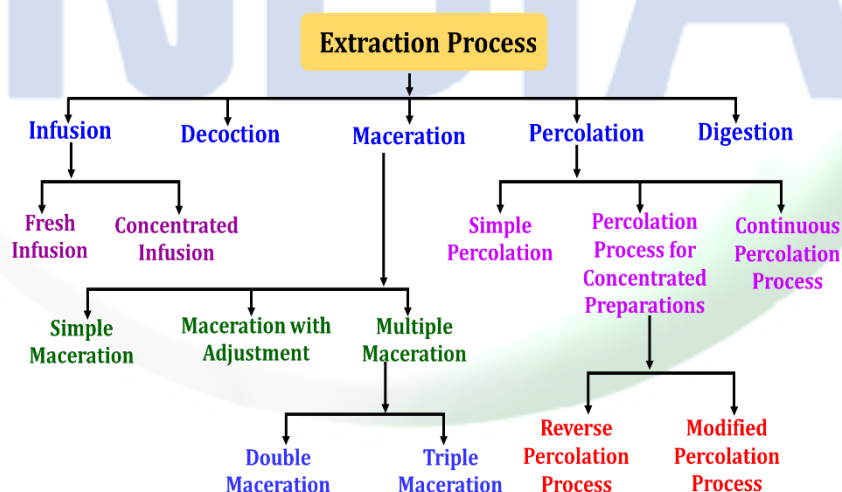 Extraction Process
Infusion
Decoction
Maceration
Percolation
Digestion
Fresh
Infusion
Concentrated
Infusion
Simple
Percolation
Percolation
Process for
Concentrated
Preparations
Continuous
Percolation
Process
Simple
Maceration
Maceration with
Adjustment
Multiple
Maceration
Double
Maceration
Triple
Maceration
Reverse
Percolation
Process
Modified
Percolation
Process